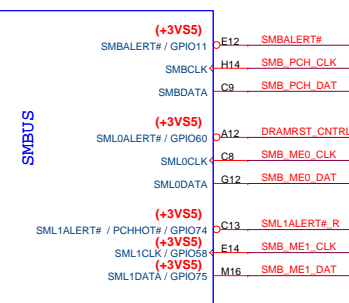 (+3VS5)
SMBALERT# / GPIO11 E12 SMBALERT#
SMBCLK H14 SMB_PCH_CLK
SMBDATA C9 SMB_PCH_DAT
(+3VS5)
SML0ALERT# / GPIO60 A12 DRAMRST_CNTRL
SMBUS
SML0CLK C8 SMB_ME0_CLK
SML0DATA G12 SMB_ME0_DAT
(+3VS5)
SML1ALERT# / PCHHOT# / GPIO74 C13 SML1ALERT#_R
(+3VS5)
SML1CLK / GPIO58 E14 SMB_ME1_CLK
(+3VS5)
SML1DATA / GPIO75 M16 SMB_ME1_DAT